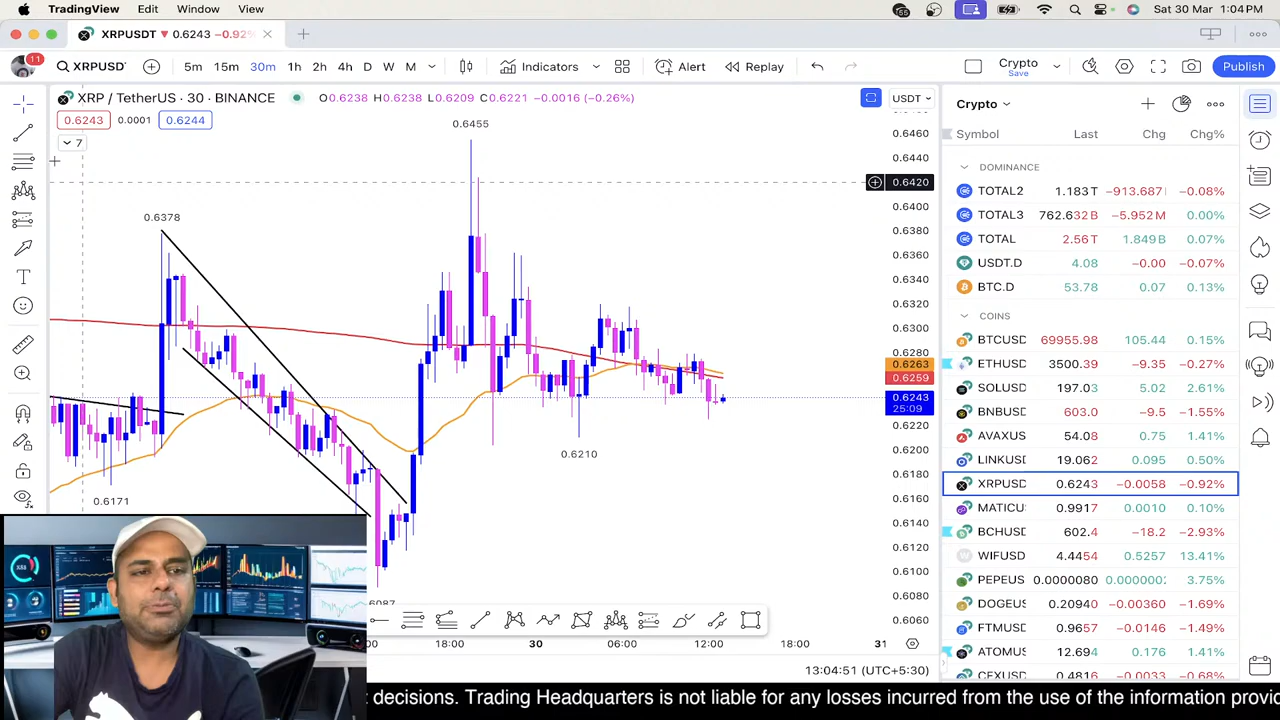 TradingView Edit Window View Sat 30 Mar 1:04 PM
XRPUSDT ▼ 0.6243 −0.92%
11 XRPUSD 5m 15m 30m 1h 2h 4h D W M Indicators Alert Replay Crypto Save Publish
XRP / TetherUS · 30 · BINANCE O0.6238 H0.6238 L0.6209 C0.6221 −0.0016 (−0.26%) USDT
0.6243 0.0001 0.6244
7
0.6455
0.6378
0.6171
0.6210
0.6460
0.6440
0.6420
0.6400
0.6380
0.6360
0.6340
0.6320
0.6300
0.6280
0.6263
0.6259
0.6243
25:09
0.6220
0.6200
0.6180
0.6160
0.6140
0.6120
0.6100
0.6080
0.6060
18:00 30 06:00 12:00 18:00 31
13:04:51 (UTC+5:30)
Crypto
Symbol Last Chg Chg%
DOMINANCE
TOTAL2 1.183 T −913.687 −0.08%
TOTAL3 762.632 B −5.952 M 0.00%
TOTAL 2.56 T 1.849 B 0.07%
USDT.D 4.08 −0.00 −0.07%
BTC.D 53.78 0.07 0.13%
COINS
BTCUSD 69955.98 105.44 0.15%
ETHUSD 3500.39 −9.35 −0.27%
SOLUSD 197.03 5.02 2.61%
BNBUSD 603.0 −9.5 −1.55%
AVAXUS 54.08 0.75 1.41%
LINKUSD 19.062 0.095 0.50%
XRPUSD 0.6243 −0.0058 −0.92%
MATICU 0.9917 0.0010 0.10%
BCHUSD 602.4 −18.2 −2.93%
WIFUSD 4.4454 0.5257 13.41%
PEPEUS 0.0000080 3.75%
DOGEUS 0.20940 −0.00360 −1.69%
FTMUSD 0.9657 −0.0146 −1.49%
ATOMUS 12.694 0.176 1.41%
CFXUSD 0.4816 −0.0033 −0.68%
decisions. Trading Headquarters is not liable for any losses incurred from the use of the information provi